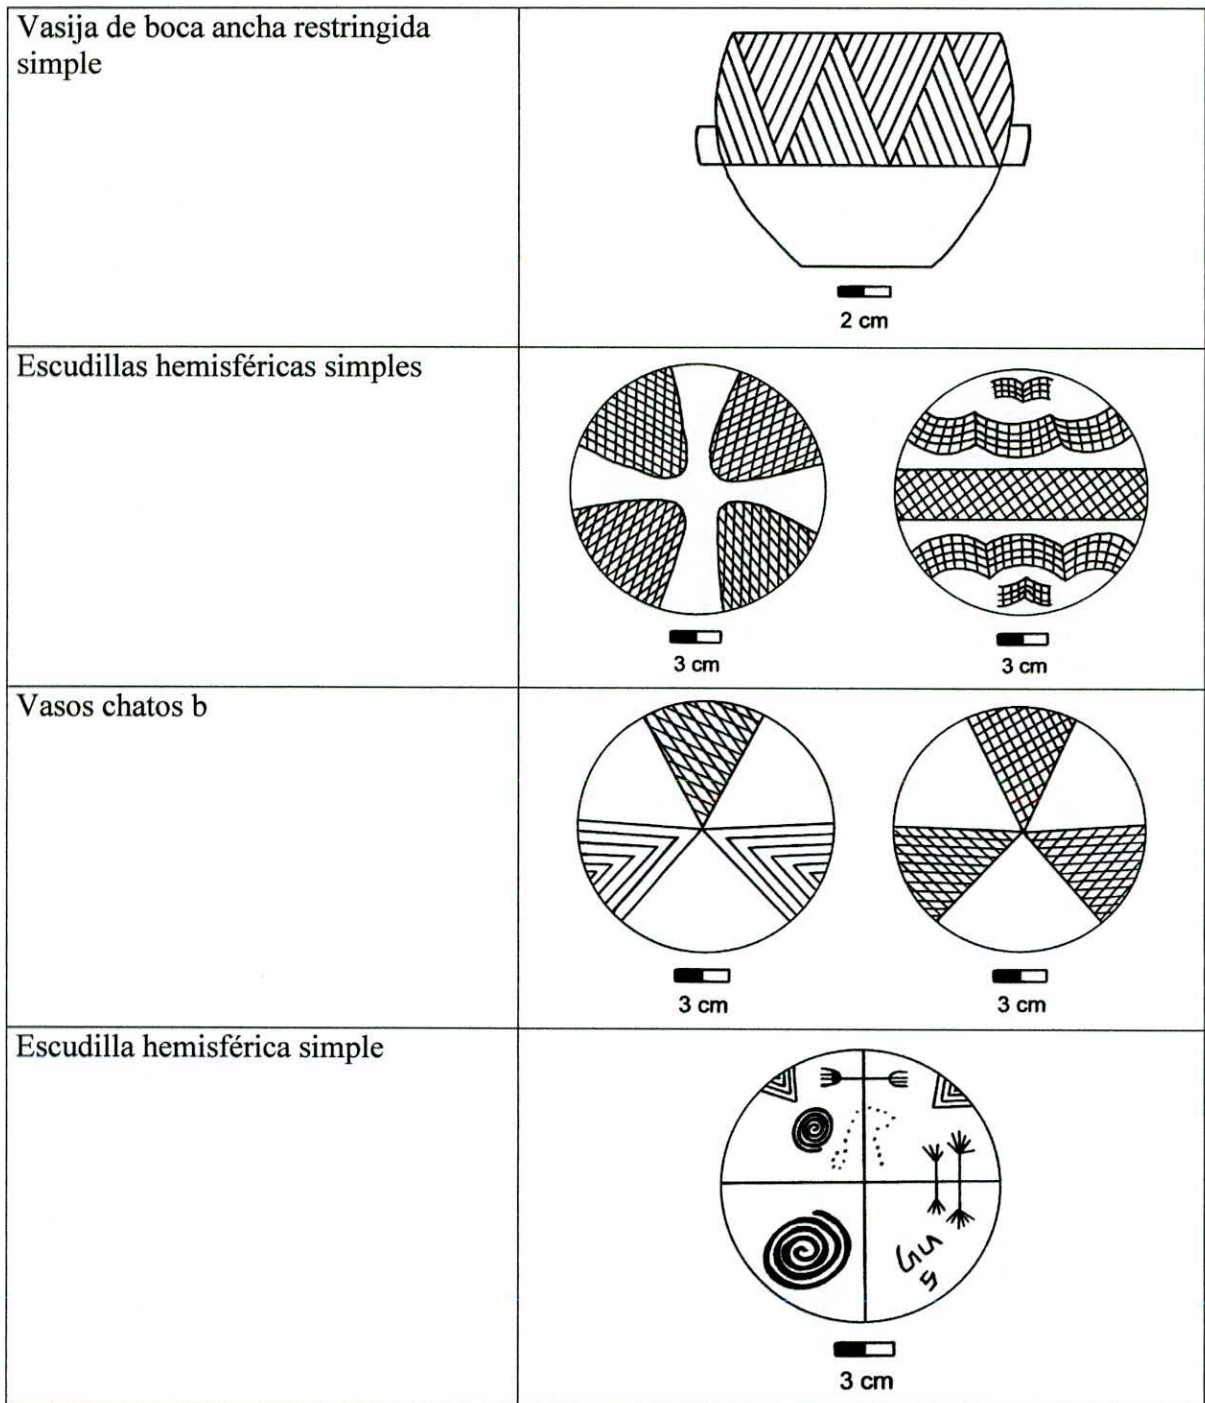 Vasija de boca ancha restringida
simple
2 cm
Escudillas hemisféricas simples
3 cm
3 cm
Vasos chatos b
3 cm
3 cm
Escudilla hemisférica simple
3 cm